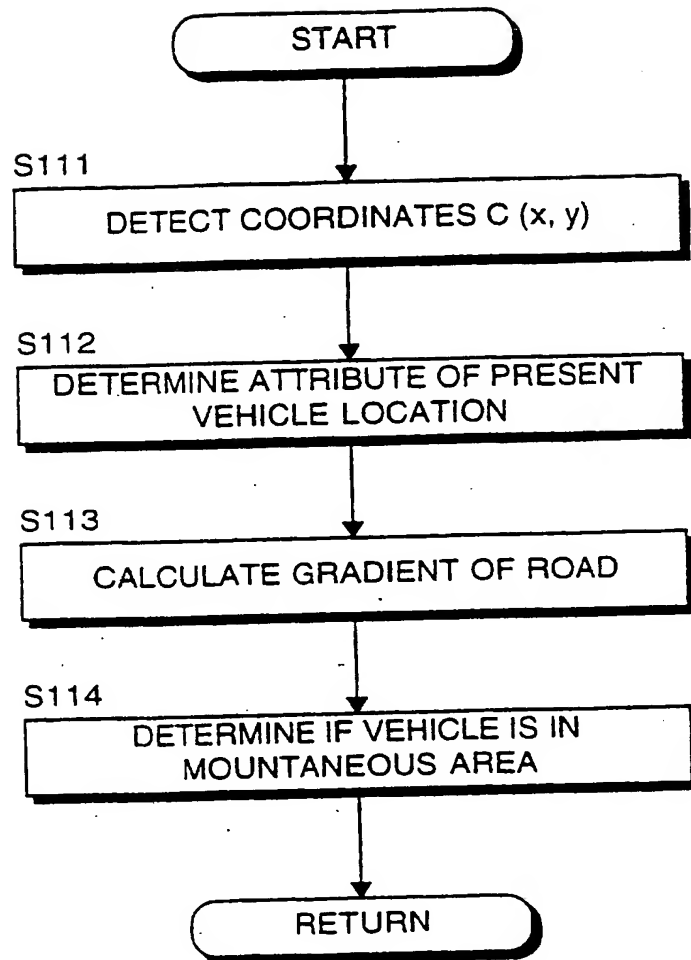 START
S111
DETECT COORDINATES C (x, y)
S112
DETERMINE ATTRIBUTE OF PRESENT
VEHICLE LOCATION
S113
CALCULATE GRADIENT OF ROAD
S114
DETERMINE IF VEHICLE IS IN
MOUNTANEOUS AREA
RETURN